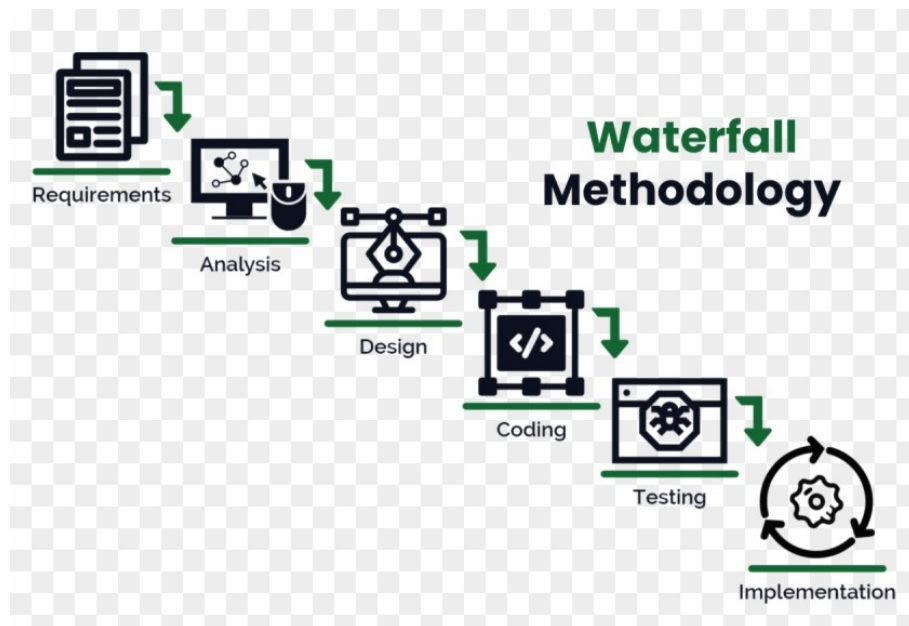 Waterfall
Methodology
Requirements
Analysis
Design
</>
Coding
Testing
Implementation